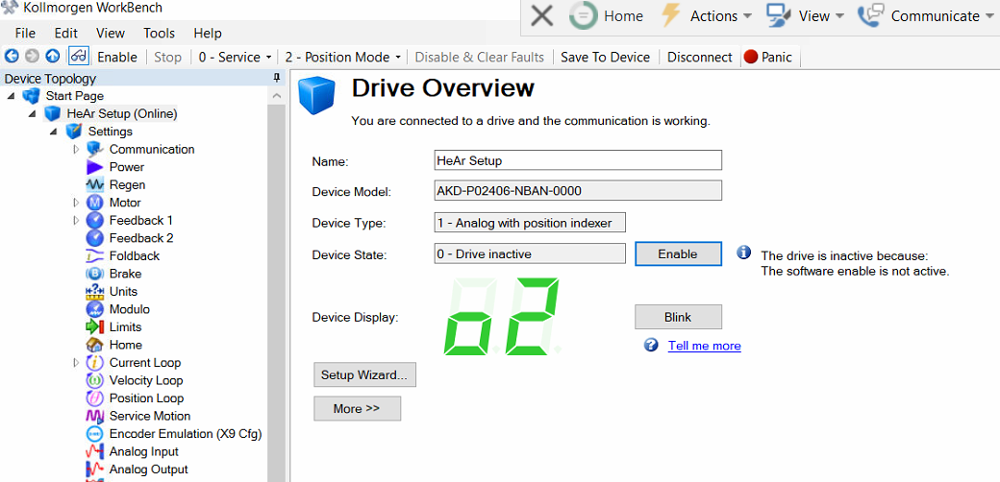 Kollmorgen WorkBench
Home Actions View Communicate
File Edit View Tools Help
Enable Stop 0 - Service 2 - Position Mode Disable & Clear Faults Save To Device Disconnect Panic
Device Topology
Start Page
HeAr Setup (Online)
Settings
Communication
Power
Regen
Motor
Feedback 1
Feedback 2
Foldback
Brake
Units
Modulo
Limits
Home
Current Loop
Velocity Loop
Position Loop
Service Motion
Encoder Emulation (X9 Cfg)
Analog Input
Analog Output
Drive Overview
You are connected to a drive and the communication is working.
Name: HeAr Setup
Device Model: AKD-P02406-NBAN-0000
Device Type: 1 - Analog with position indexer
Device State: 0 - Drive inactive Enable The drive is inactive because:
The software enable is not active.
Device Display: o2 Blink
Tell me more
Setup Wizard...
More >>